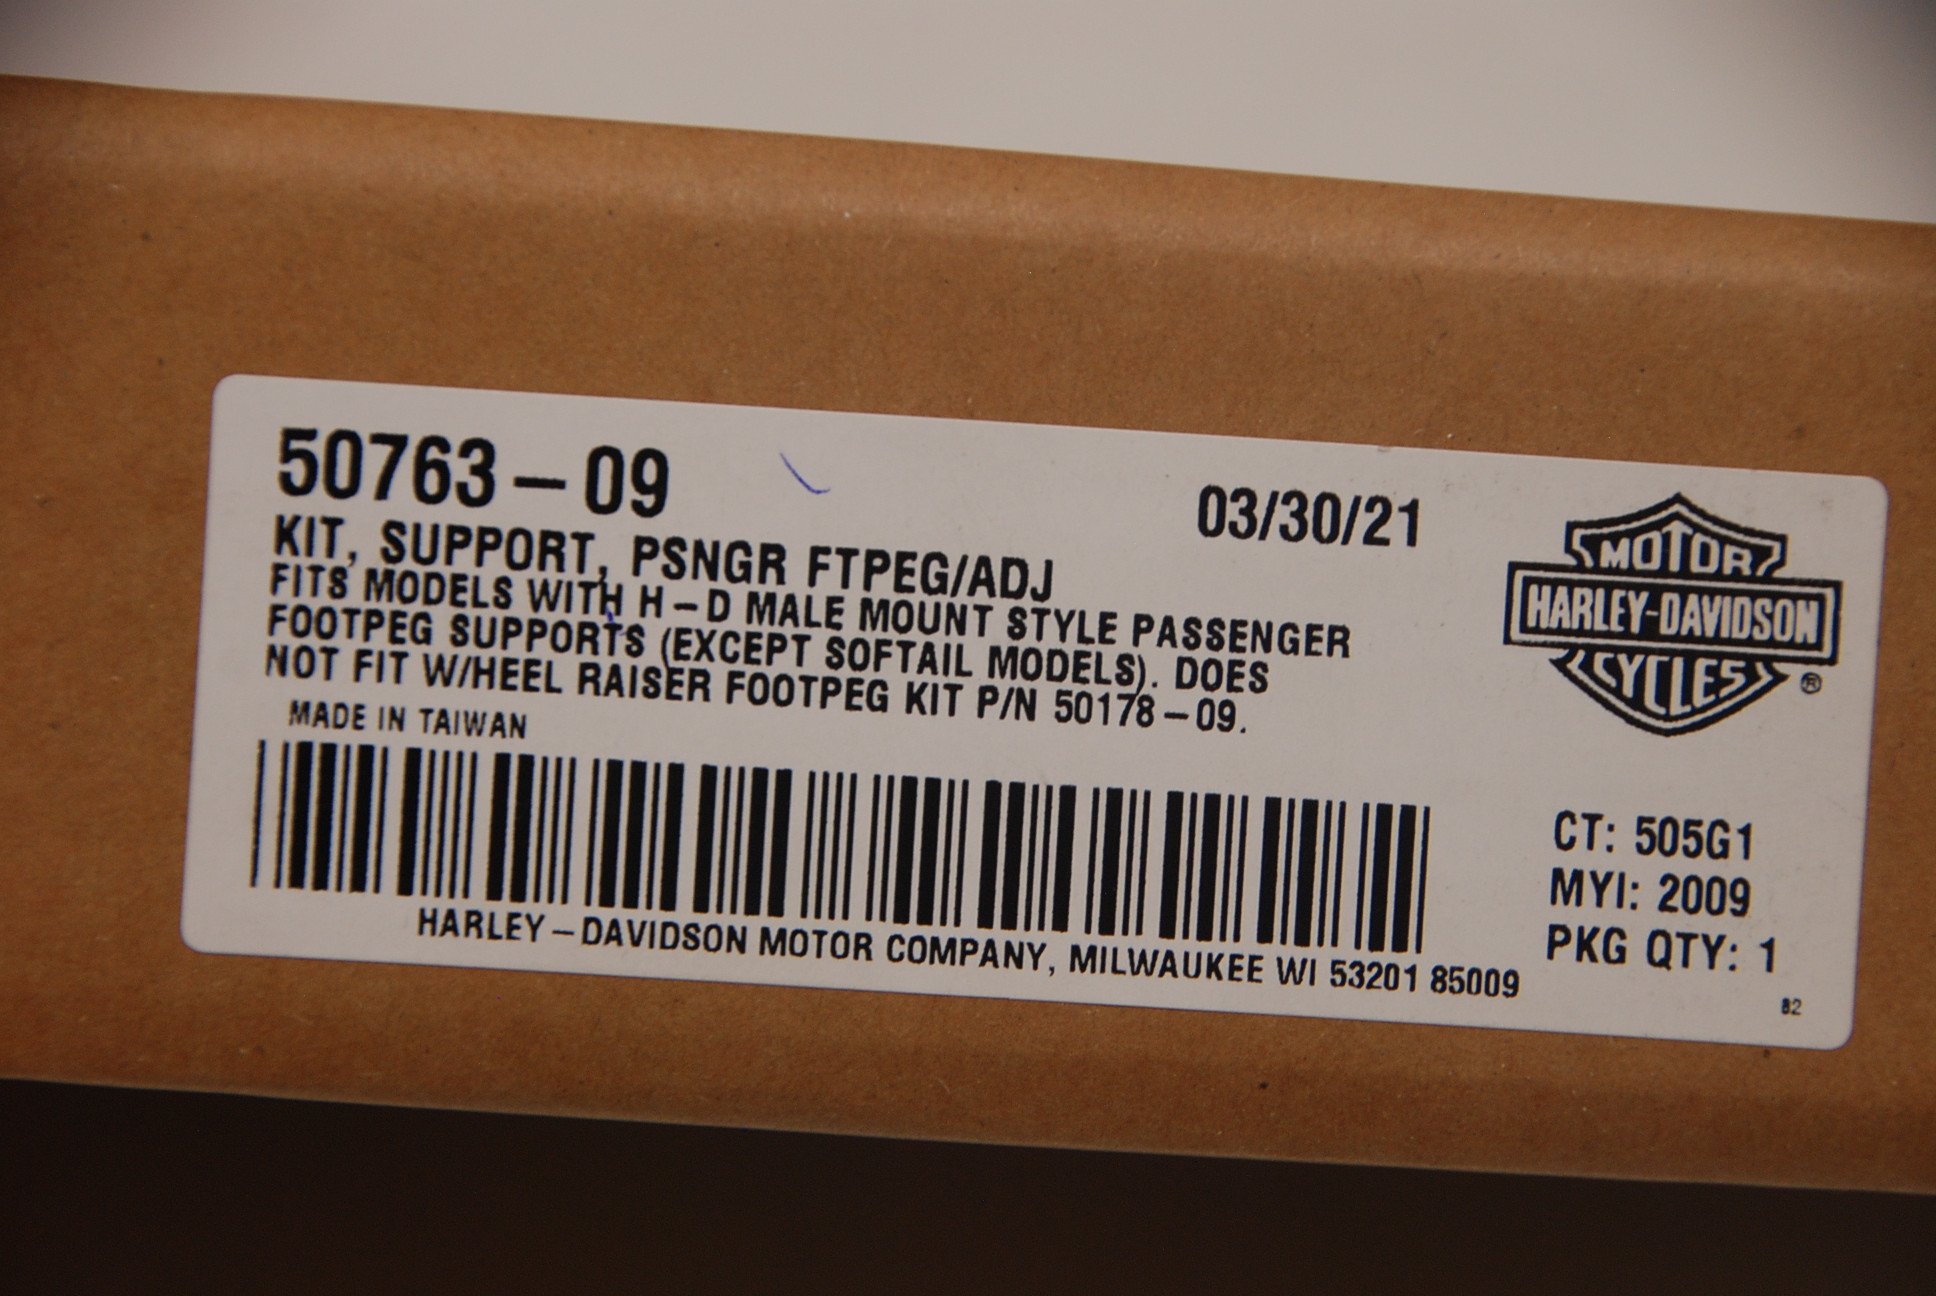 50763-09
03/30/21
KIT, SUPPORT, PSNGR FTPEG/ADJ
FITS MODELS WITH H-D MALE MOUNT STYLE PASSENGER
FOOTPEG SUPPORTS (EXCEPT SOFTAIL MODELS). DOES
NOT FIT W/HEEL RAISER FOOTPEG KIT P/N 50178-09.
MADE IN TAIWAN
MOTOR
HARLEY-DAVIDSON
CYCLES
®
CT: 505G1
MYI: 2009
PKG QTY: 1
HARLEY-DAVIDSON MOTOR COMPANY, MILWAUKEE WI 53201 85009
82